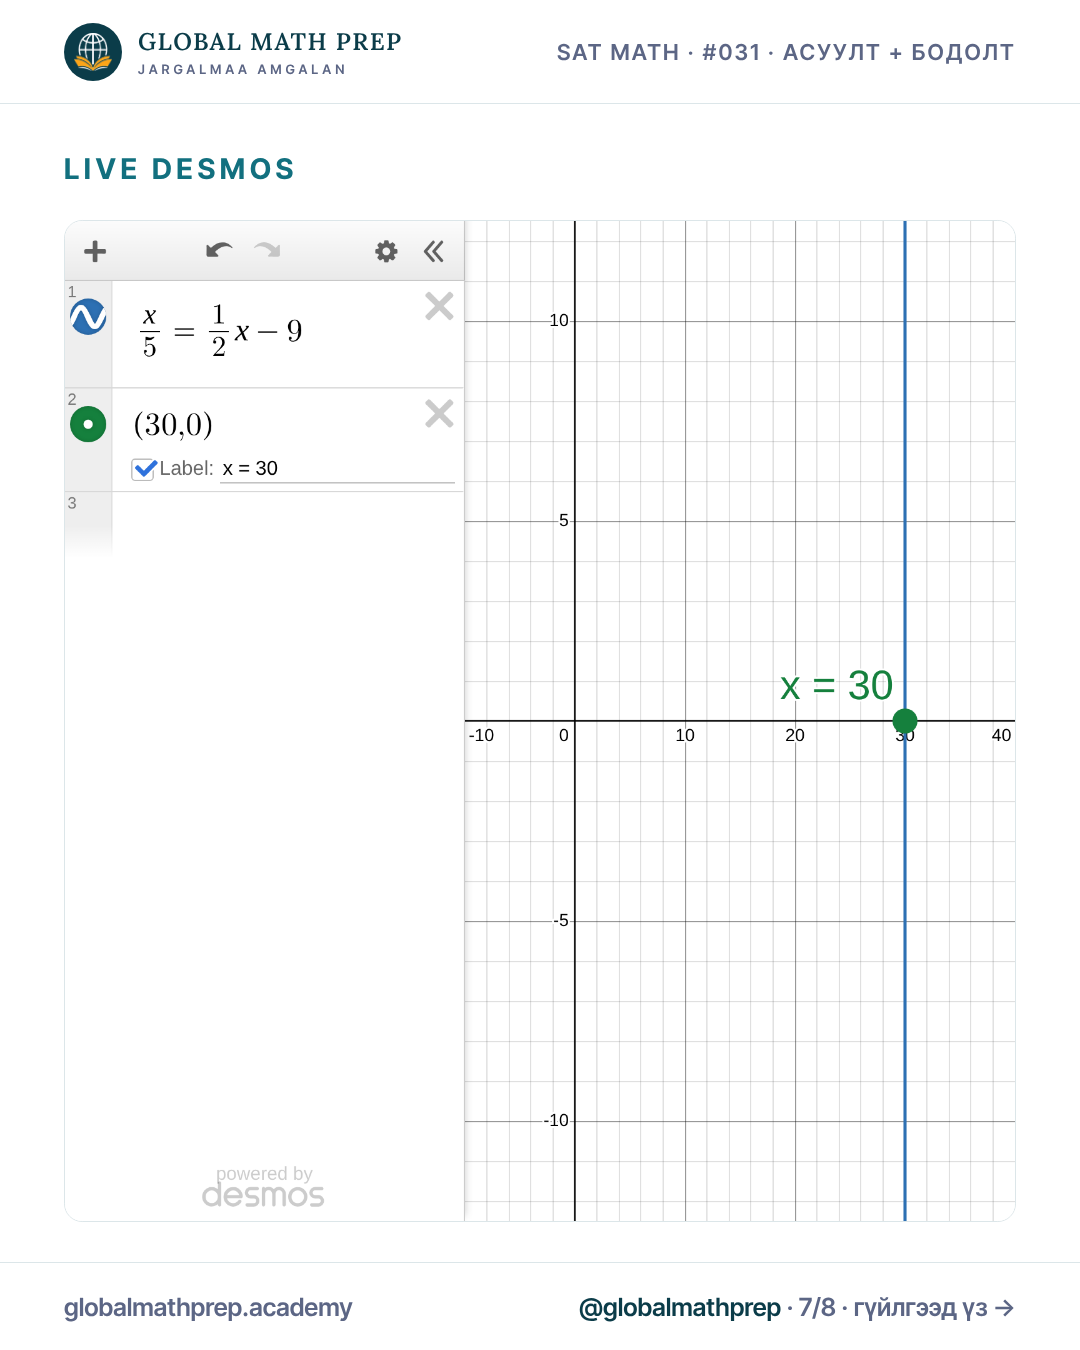 GLOBAL MATH PREP
JARGALMAA AMGALAN
SAT MATH · #031 · АСУУЛТ + БОДОЛТ
LIVE DESMOS
1
x/5 = 1/2 x − 9
2
(30,0)
Label: x = 30
3
powered by
desmos
10
5
x = 30
-10 0 10 20 30 40
-5
-10
globalmathprep.academy
@globalmathprep · 7/8 · гүйлгээд үз →